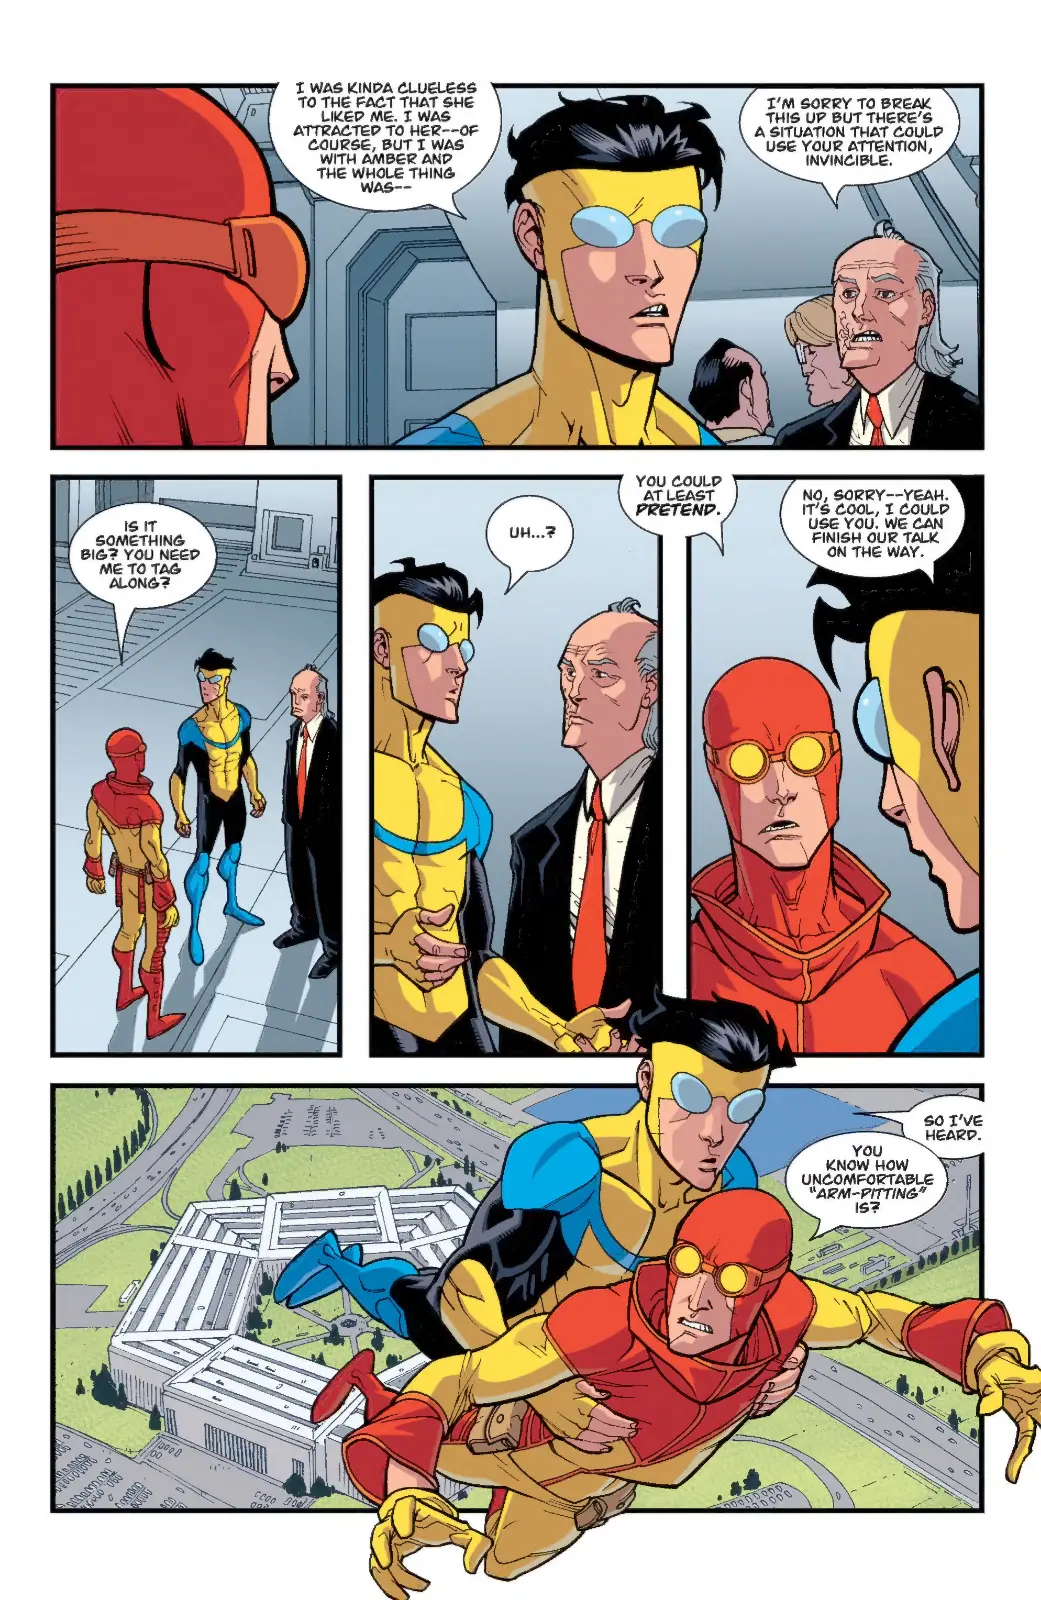 I WAS KINDA CLUELESS
TO THE FACT THAT SHE
LIKED ME. I WAS
ATTRACTED TO HER--OF
COURSE, BUT I WAS
WITH AMBER AND
THE WHOLE THING
WAS--
I'M SORRY TO BREAK
THIS UP BUT THERE'S
A SITUATION THAT COULD
USE YOUR ATTENTION,
INVINCIBLE.
IS IT
SOMETHING
BIG? YOU NEED
ME TO TAG
ALONG?
UH...?
YOU COULD
AT LEAST
PRETEND.
NO, SORRY--YEAH.
IT'S COOL, I COULD
USE YOU. WE CAN
FINISH OUR TALK
ON THE WAY.
YOU
KNOW HOW
UNCOMFORTABLE
"ARM-PITTING"
IS?
SO I'VE
HEARD.